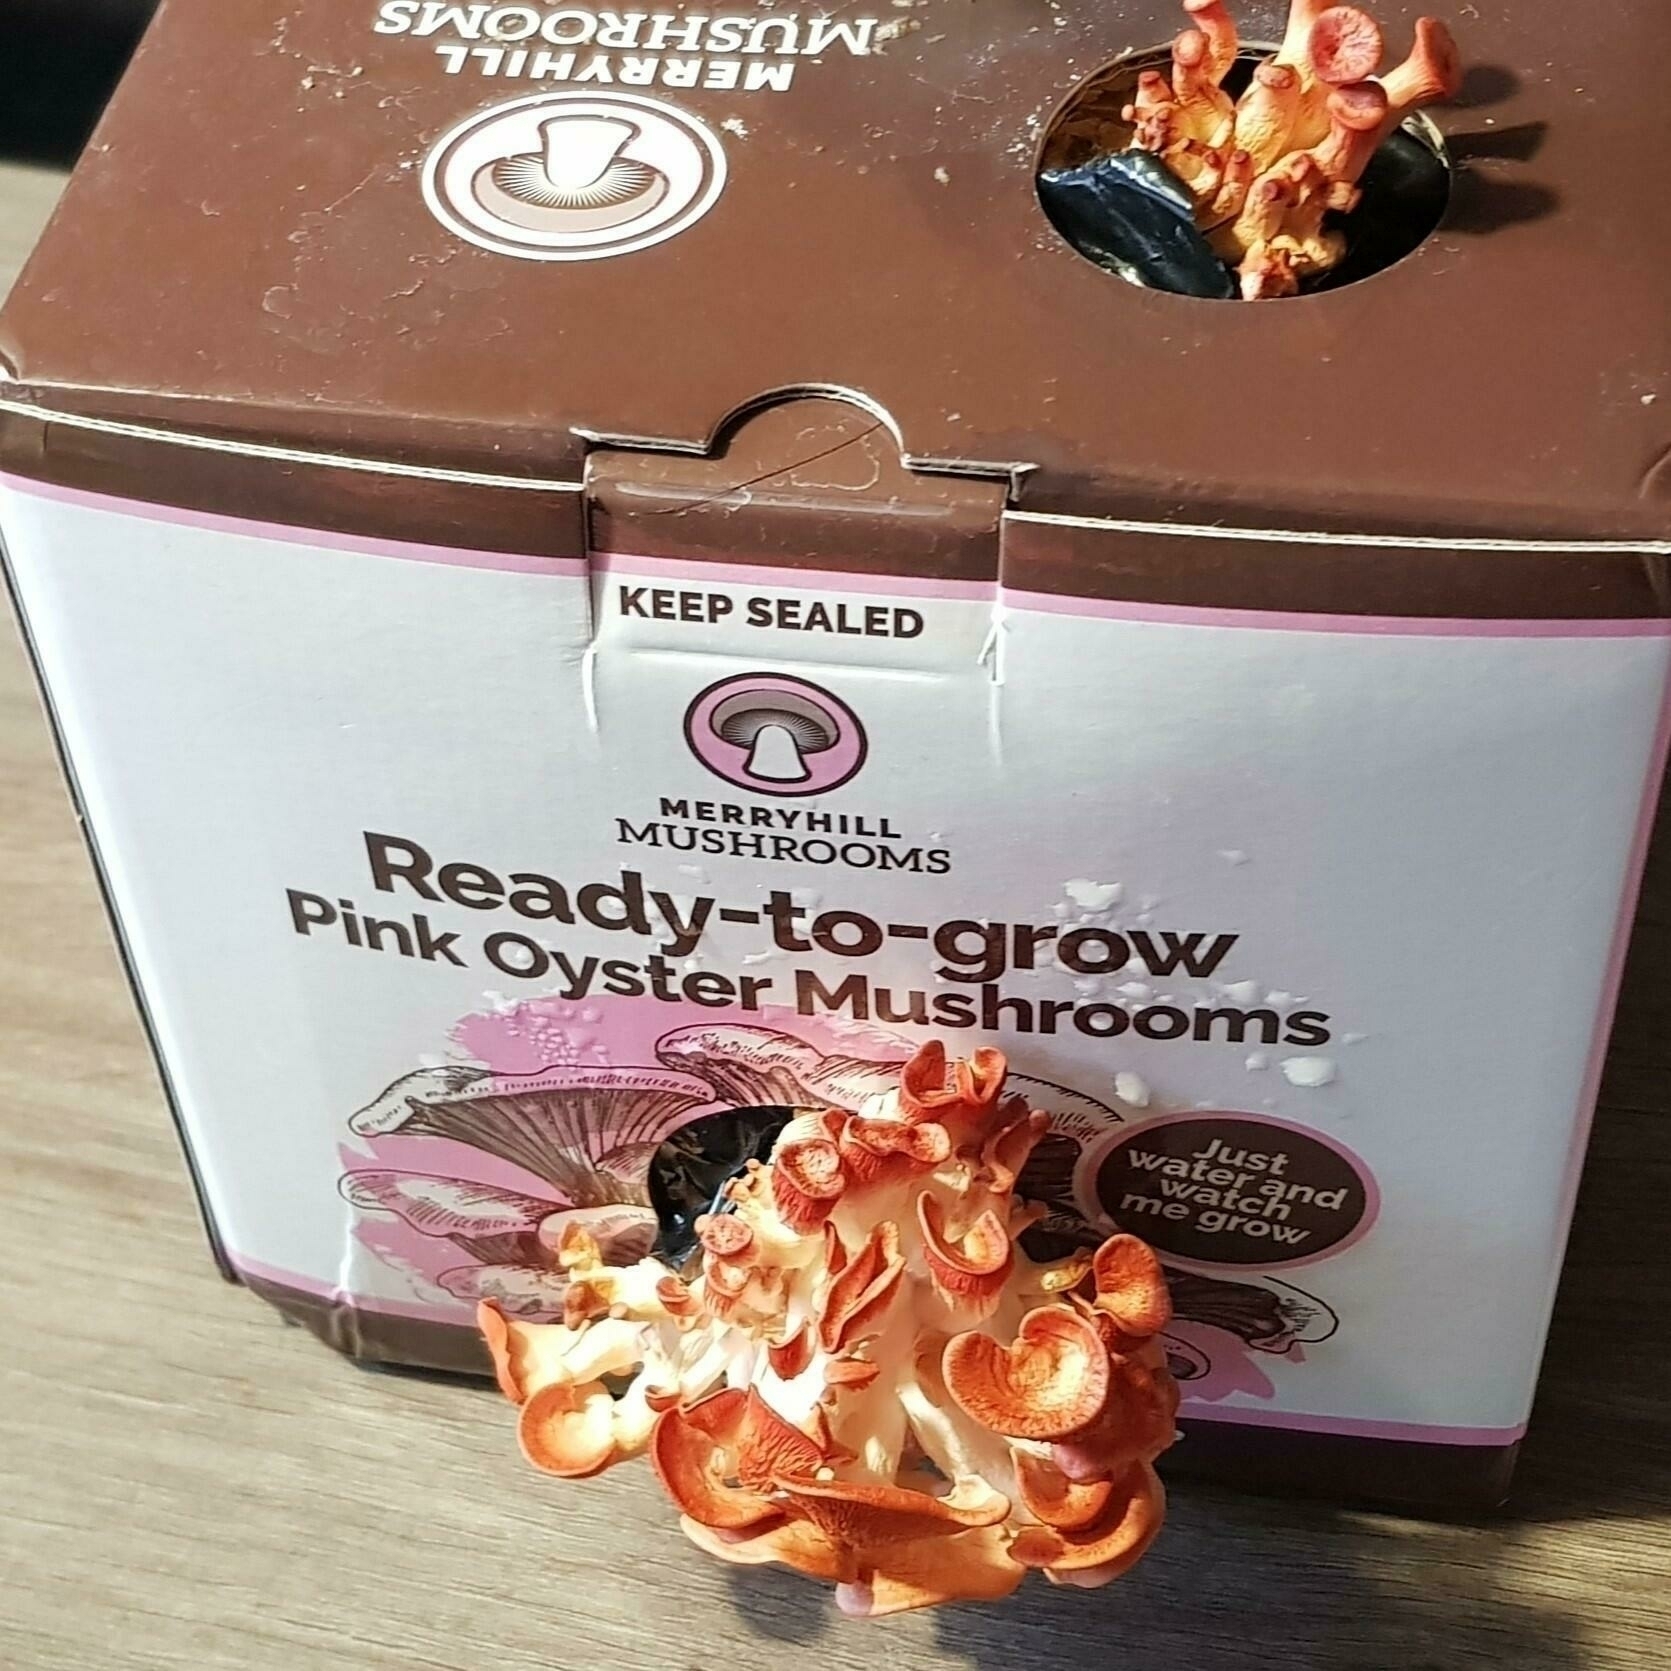 MERRYHILL
MUSHROOMS
KEEP SEALED
MERRYHILL
MUSHROOMS
Ready-to-grow
Pink Oyster Mushrooms
Just
water and
watch
me grow